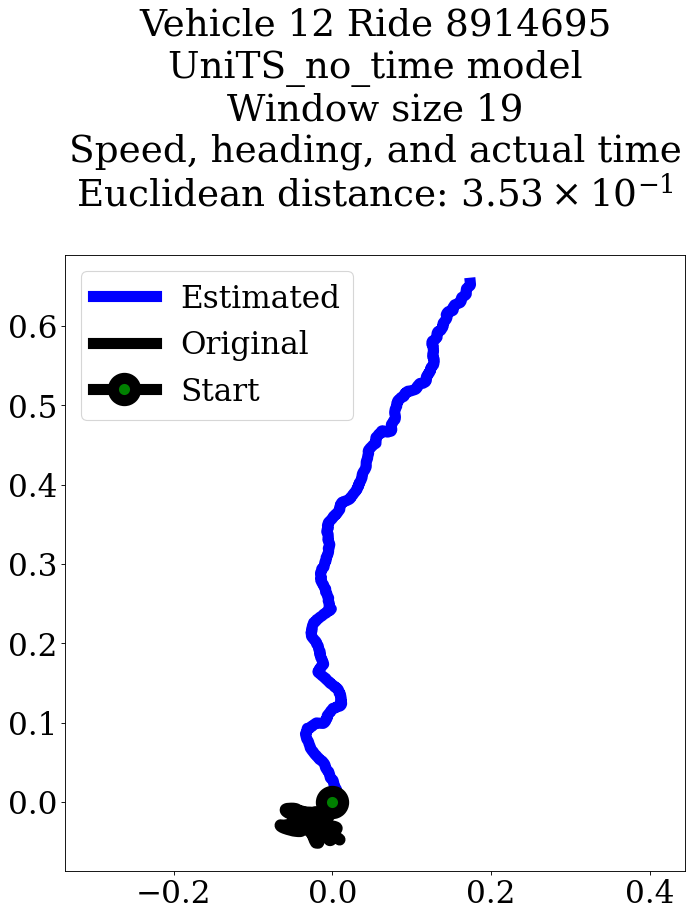 Vehicle 12 Ride 8914695
UniTS_no_time model
Window size 19
Speed, heading, and actual time
Euclidean distance: 3.53 × 10⁻¹
Estimated
Original
Start
0.6
0.5
0.4
0.3
0.2
0.1
0.0
−0.2 0.0 0.2 0.4